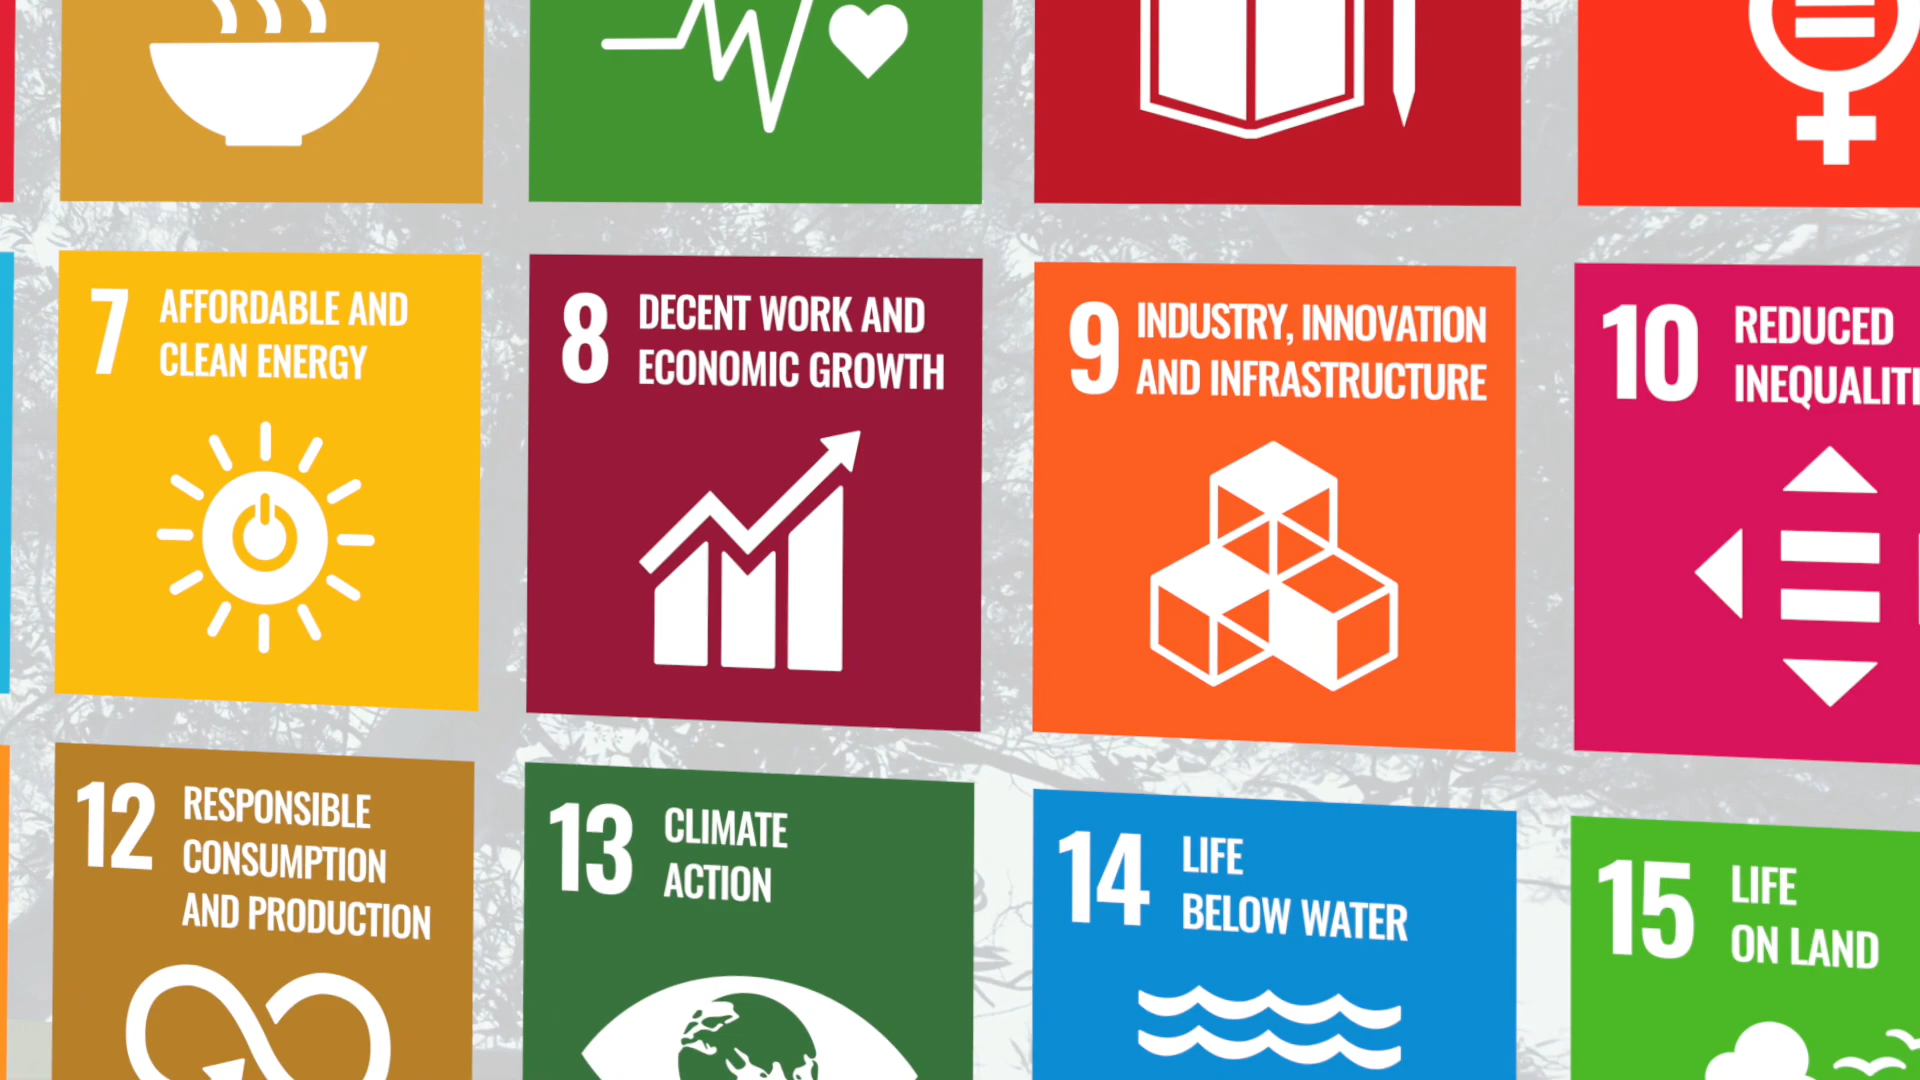 7
AFFORDABLE AND
CLEAN ENERGY
8
DECENT WORK AND
ECONOMIC GROWTH
9
INDUSTRY, INNOVATION
AND INFRASTRUCTURE
10
REDUCED
INEQUALITI
12
RESPONSIBLE
CONSUMPTION
AND PRODUCTION
13
CLIMATE
ACTION
14
LIFE
BELOW WATER
15
LIFE
ON LAND